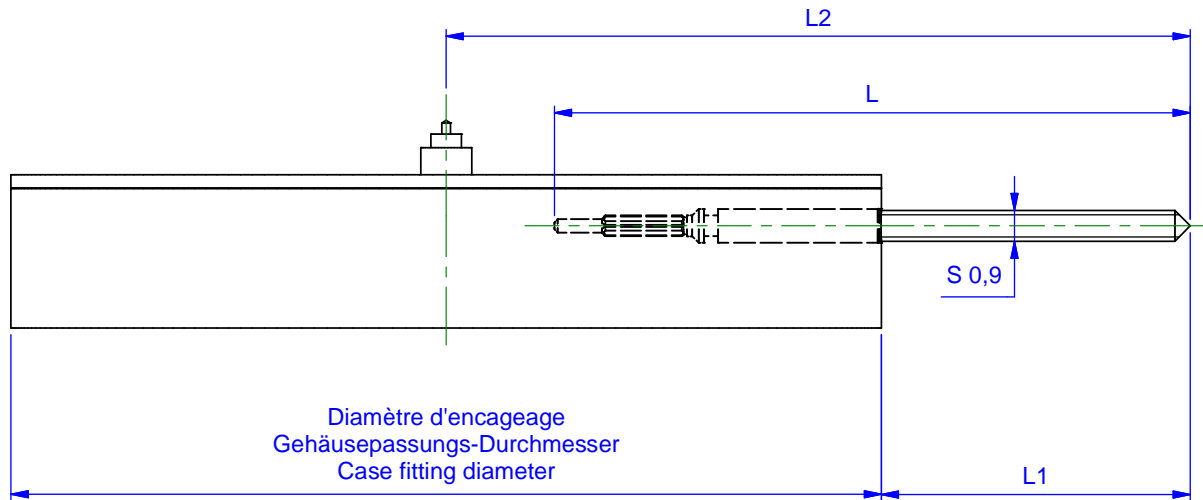 L2
L
S 0,9
Diamètre d'encageage
Gehäusepassungs-Durchmesser
Case fitting diameter
L1